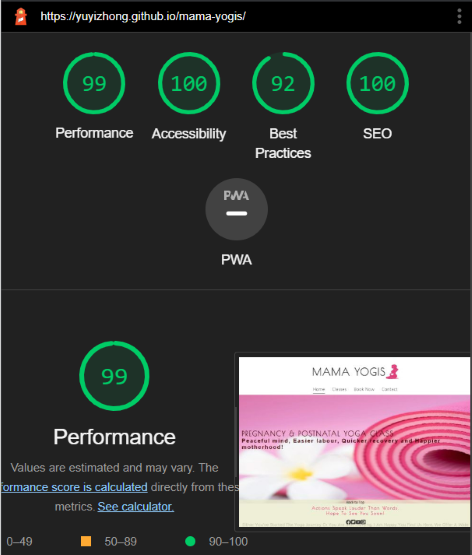 https://yuyizhong.github.io/mama-yogis/
99
100
92
100
Performance
Accessibility
Best
Practices
SEO
PWA
PWA
99
Performance
Values are estimated and may vary. The
formance score is calculated directly from thes
metrics. See calculator.
0–49
50–89
90–100
MAMA YOGIS
Home
Classes
Book Now
Contact
PREGNANCY & POSTNATAL YOGA CLASS
Peaceful mind, Easier labour, Quicker recovery and Happier
motherhood!
Actions Speak louder Than Words
Hope To See You Soon!